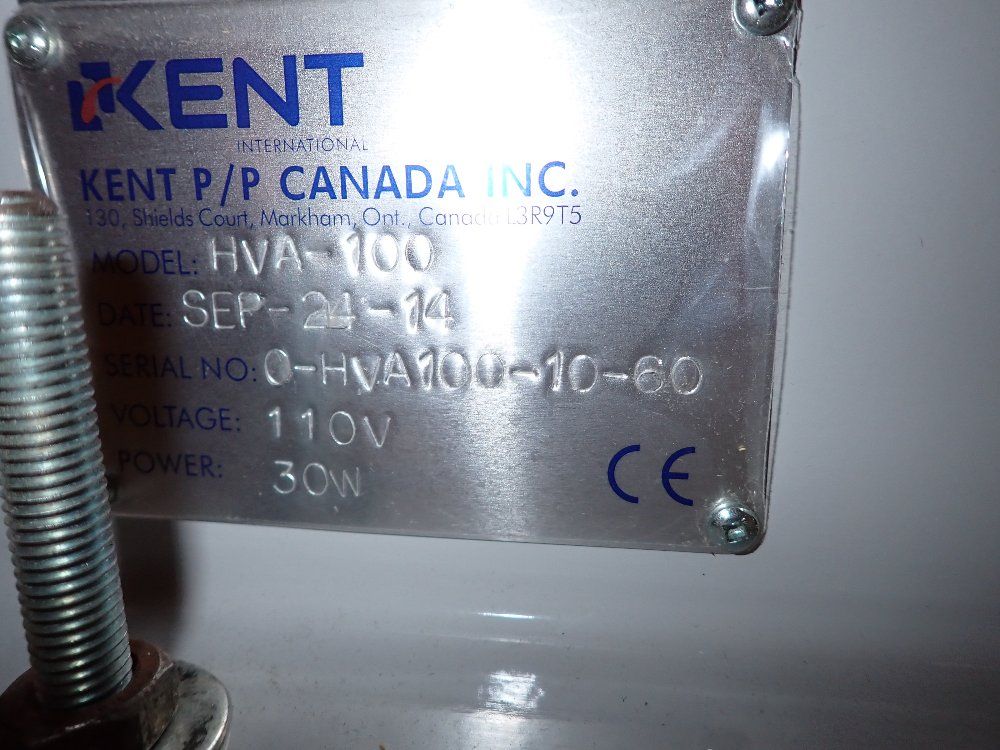 KENT
INTERNATIONAL
KENT P/P CANADA INC.
130, Shields Court, Markham, Ont., Canada L3R9T5
MODEL: HVA-100
DATE: SEP-24-14
SERIAL NO: 0-HVA100-10-60
VOLTAGE: 110V
POWER: 30W
CE